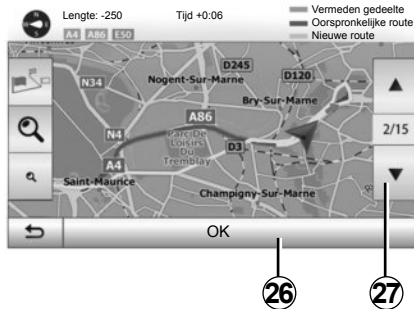 Lengte: -250 Tijd +0:06
A4 A86 E50
Vermeden gedeelte
Oorspronkelijke route
Nieuwe route
D245
N34
Nogent-Sur-Marne
D120
Bry-Sur-Marne
A86
2/15
N4
Parc De
Loisirs
Du
Tremblay
D3
A4
Saint-Maurice
Champigny-Sur-Marne
OK
26
27